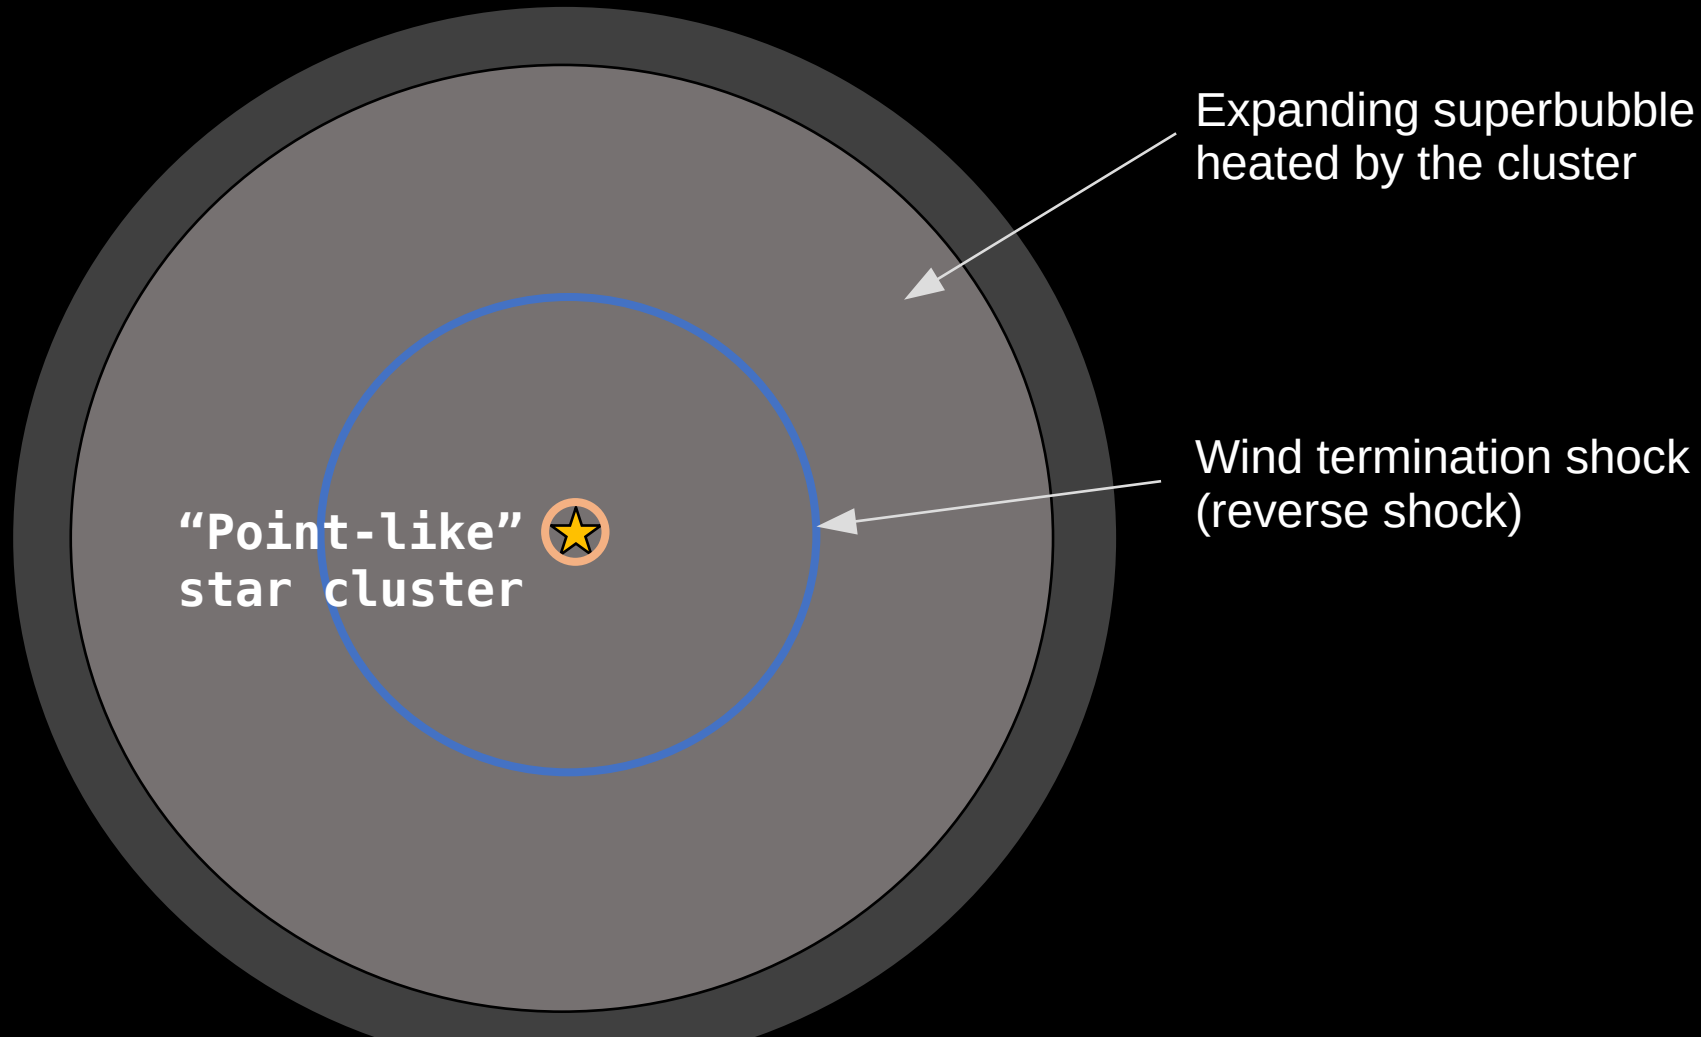 Expanding superbubble
heated by the cluster
Wind termination shock
(reverse shock)
“Point-like”
star cluster